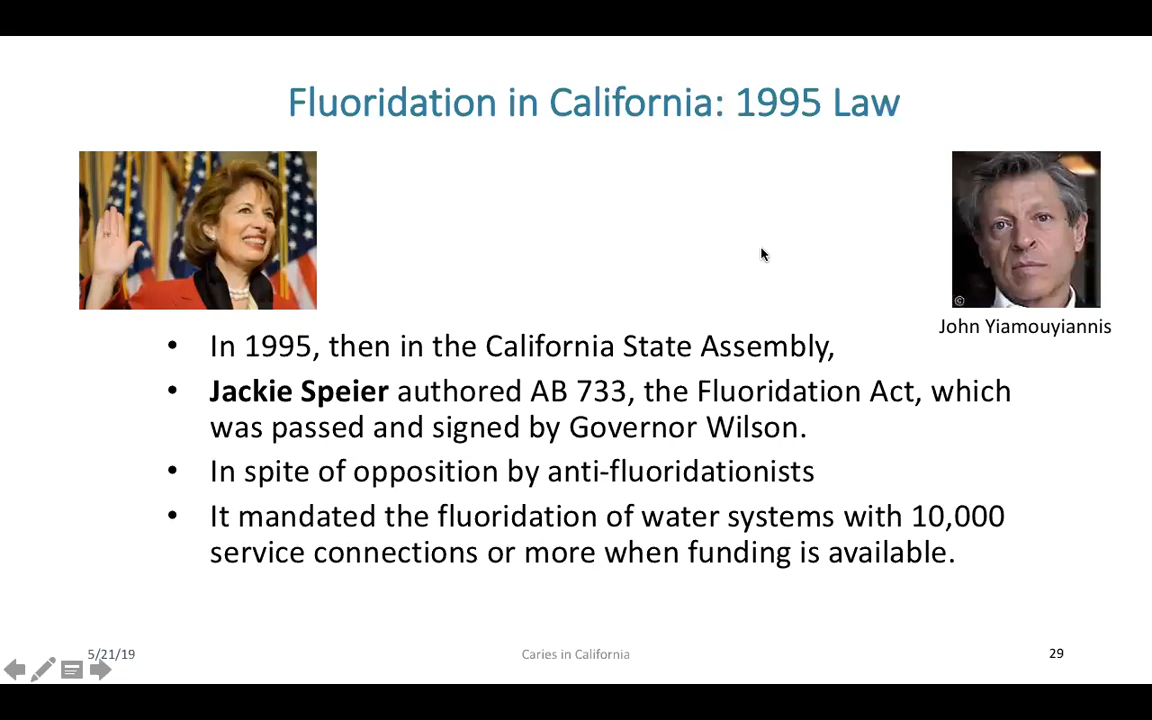 Fluoridation in California: 1995 Law
©
John Yiamouyiannis
• In 1995, then in the California State Assembly,
• Jackie Speier authored AB 733, the Fluoridation Act, which
was passed and signed by Governor Wilson.
• In spite of opposition by anti-fluoridationists
• It mandated the fluoridation of water systems with 10,000
service connections or more when funding is available.
5/21/19
Caries in California
29